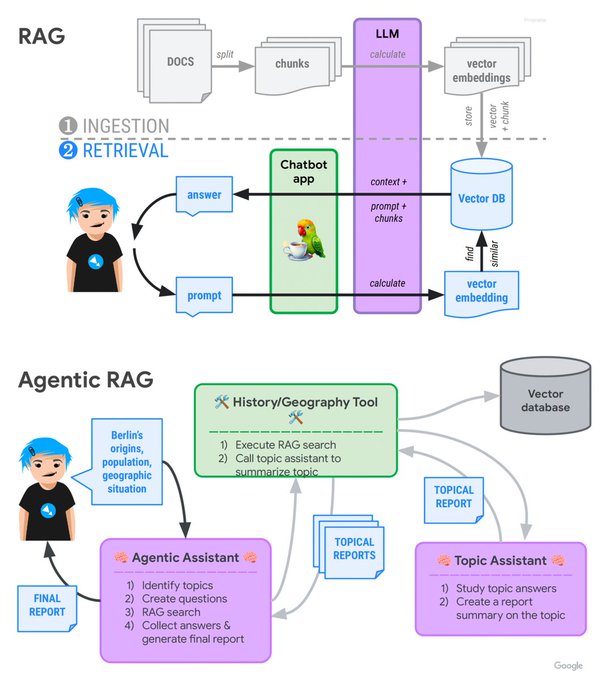 RAG
LLM
DOCS
split
chunks
calculate
vector
embeddings
store
vector
+ chunk
1 INGESTION
2 RETRIEVAL
Chatbot
app
answer
context +
prompt +
chunks
Vector DB
find
similar
prompt
calculate
vector
embedding
Agentic RAG
🛠️ History/Geography Tool
🛠️
1) Execute RAG search
2) Call topic assistant to
summarize topic
Vector
database
Berlin's
origins,
population,
geographic
situation
TOPICAL
REPORT
TOPICAL
REPORTS
🧠 Agentic Assistant 🧠
1) Identify topics
2) Create questions
3) RAG search
4) Collect answers &
generate final report
FINAL
REPORT
🧠 Topic Assistant 🧠
1) Study topic answers
2) Create a report
summary on the topic
Google